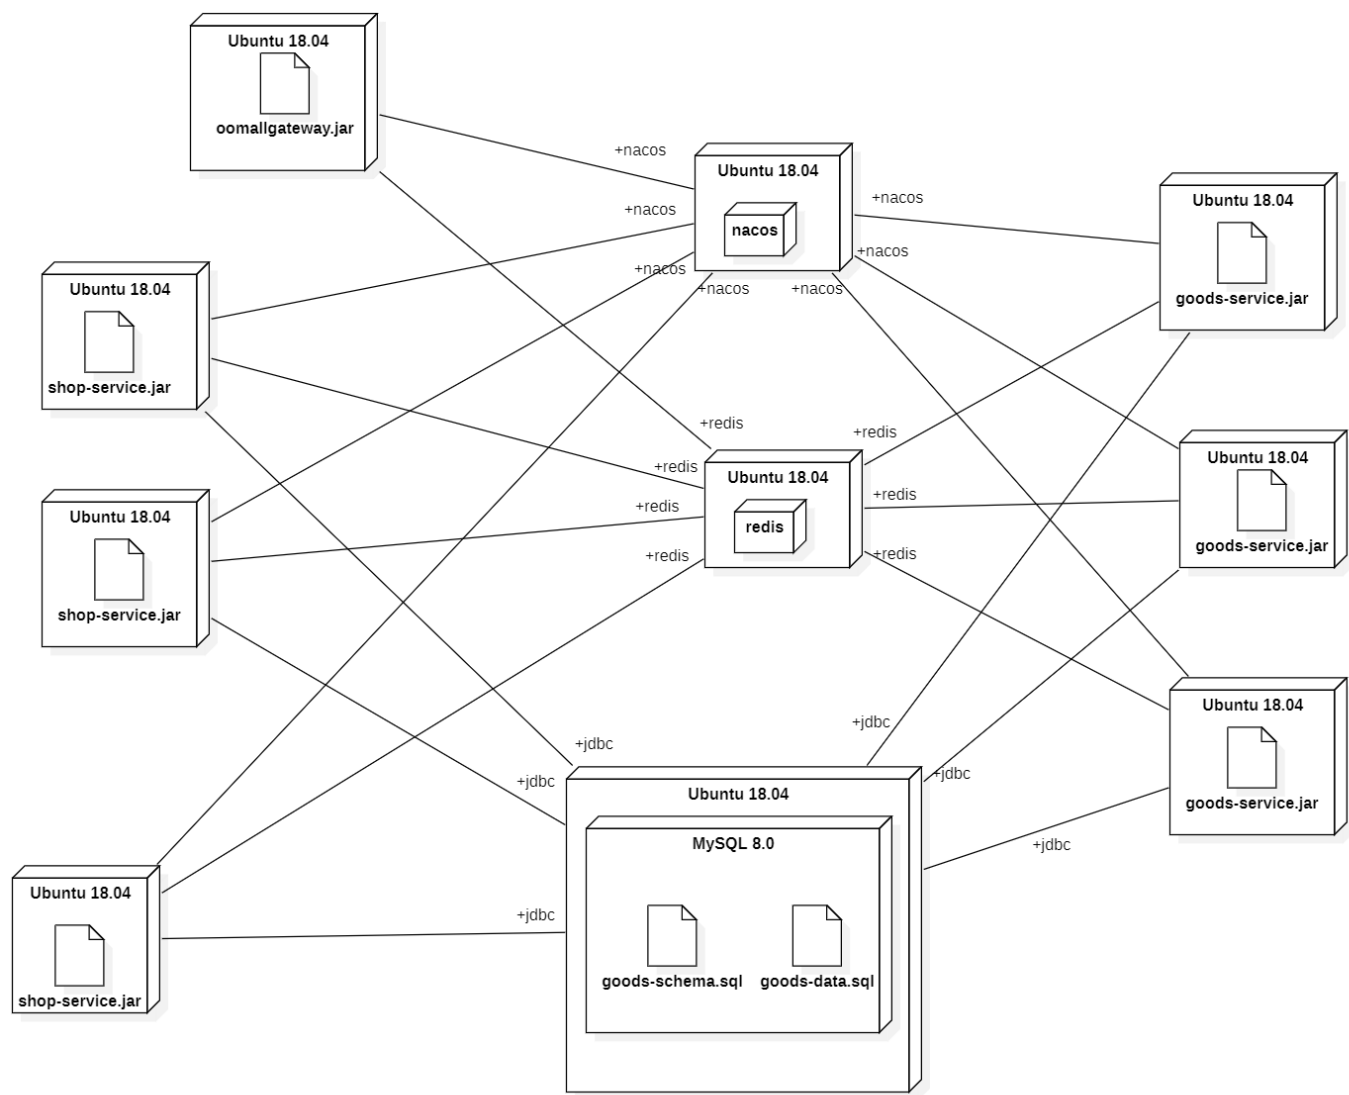 Ubuntu 18.04
oomallgateway.jar
+nacos
Ubuntu 18.04
nacos
+nacos
Ubuntu 18.04
goods-service.jar
+nacos
+nacos
+nacos
+nacos
+nacos
Ubuntu 18.04
shop-service.jar
+redis
+redis
+redis
Ubuntu 18.04
redis
+redis
+redis
+redis
+redis
Ubuntu 18.04
goods-service.jar
Ubuntu 18.04
shop-service.jar
Ubuntu 18.04
goods-service.jar
+jdbc
+jdbc
+jdbc
+jdbc
+jdbc
Ubuntu 18.04
MySQL 8.0
goods-schema.sql
goods-data.sql
Ubuntu 18.04
shop-service.jar
+jdbc